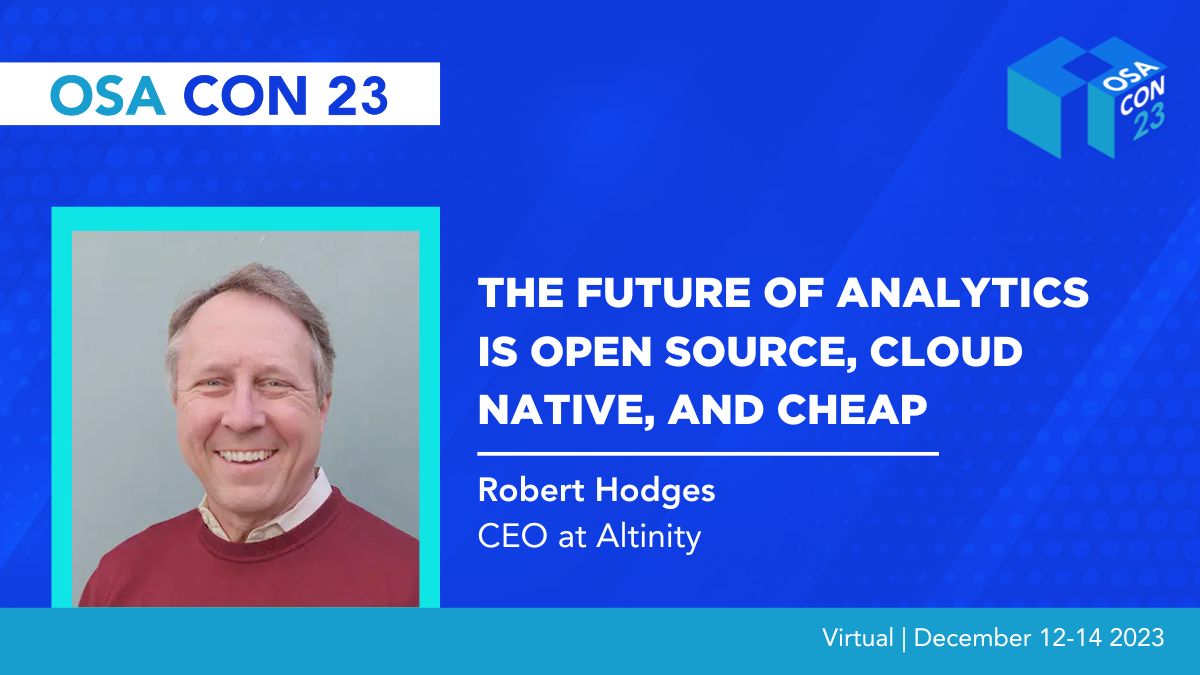 OSA CON 23
OSA
CON
23
THE FUTURE OF ANALYTICS
IS OPEN SOURCE, CLOUD
NATIVE, AND CHEAP
Robert Hodges
CEO at Altinity
Virtual | December 12-14 2023